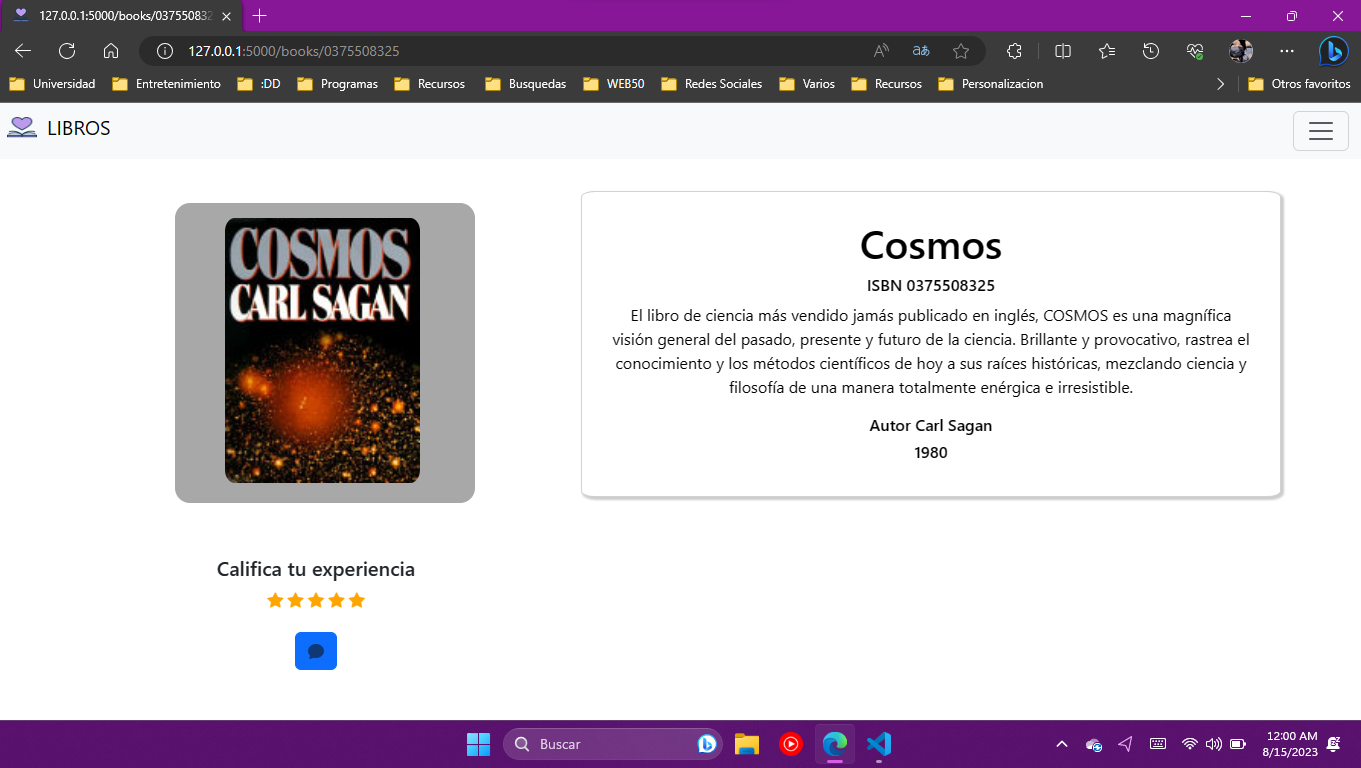 127.0.0.1:5000/books/037550832
127.0.0.1:5000/books/0375508325
Universidad Entretenimiento :DD Programas Recursos Busquedas WEB50 Redes Sociales Varios Recursos Personalizacion Otros favoritos
LIBROS
COSMOS
CARL SAGAN
Cosmos
ISBN 0375508325
El libro de ciencia más vendido jamás publicado en inglés, COSMOS es una magnífica
visión general del pasado, presente y futuro de la ciencia. Brillante y provocativo, rastrea el
conocimiento y los métodos científicos de hoy a sus raíces históricas, mezclando ciencia y
filosofía de una manera totalmente enérgica e irresistible.
Autor Carl Sagan
1980
Califica tu experiencia
Buscar
12:00 AM
8/15/2023